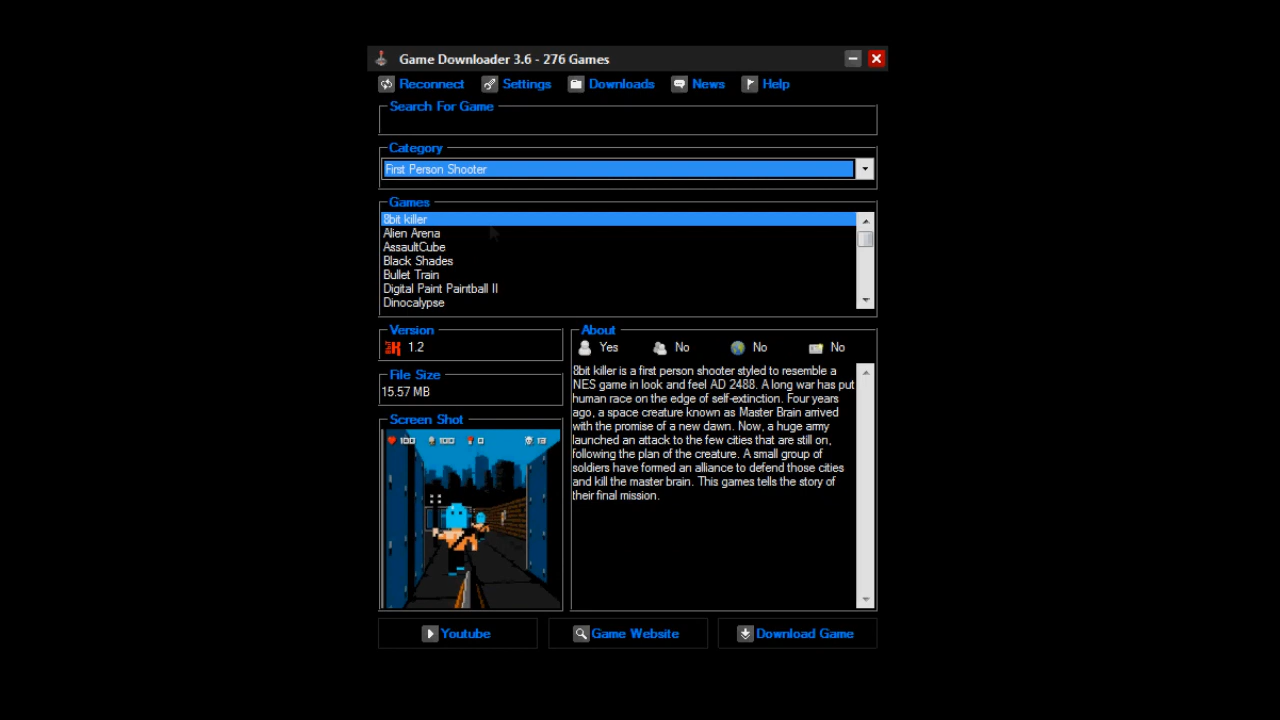 Game Downloader 3.6 - 276 Games
Reconnect Settings Downloads News Help
Search For Game
Category
First Person Shooter
Games
8bit killer
Alien Arena
AssaultCube
Black Shades
Bullet Train
Digital Paint Paintball II
Dinocalypse
Version
1.2
File Size
15.57 MB
Screen Shot
100 100 0 13
About
Yes No No No
8bit killer is a first person shooter styled to resemble a
NES game in look and feel AD 2488. A long war has put
human race on the edge of self-extinction. Four years
ago, a space creature known as Master Brain arrived
with the promise of a new dawn. Now, a huge army
launched an attack to the few cities that are still on,
following the plan of the creature. A small group of
soldiers have formed an alliance to defend those cities
and kill the master brain. This games tells the story of
their final mission.
Youtube Game Website Download Game